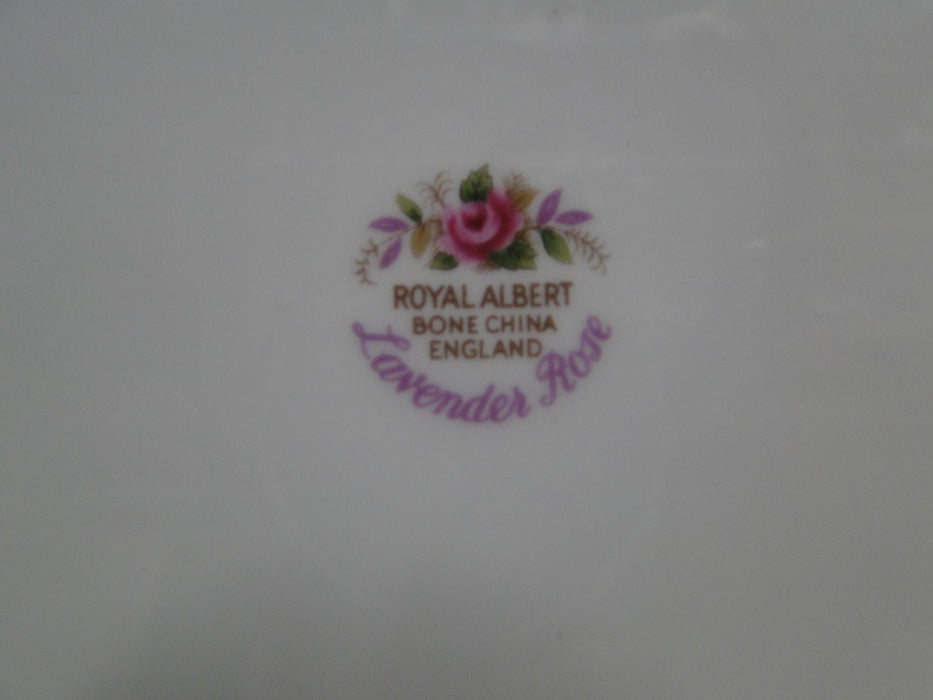 ROYAL ALBERT
BONE CHINA
ENGLAND
Lavender Rose